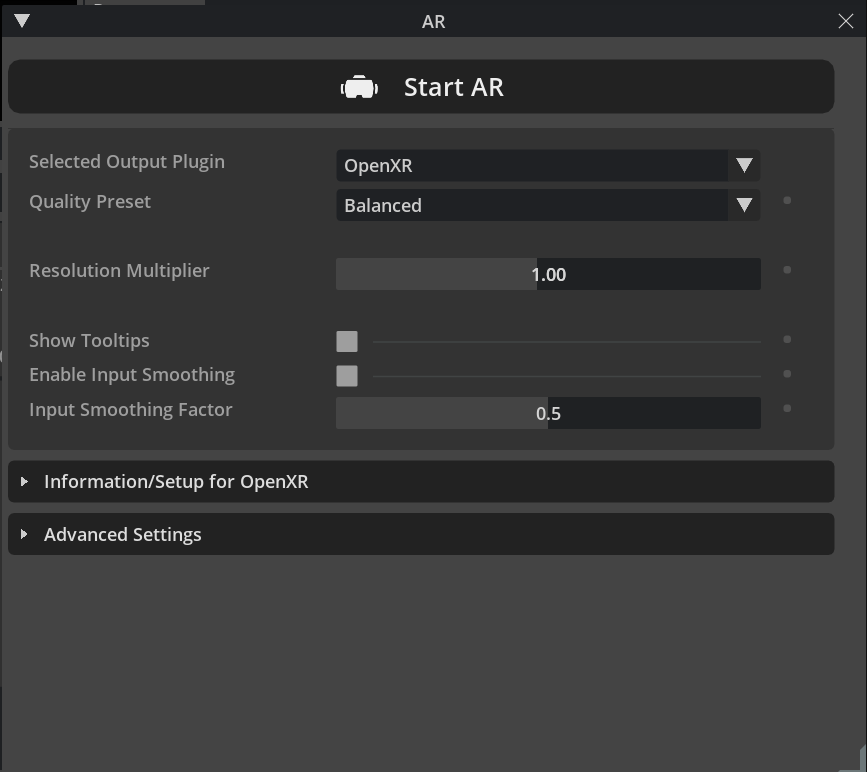 AR
Start AR
Selected Output Plugin OpenXR
Quality Preset Balanced
Resolution Multiplier 1.00
Show Tooltips
Enable Input Smoothing
Input Smoothing Factor 0.5
Information/Setup for OpenXR
Advanced Settings